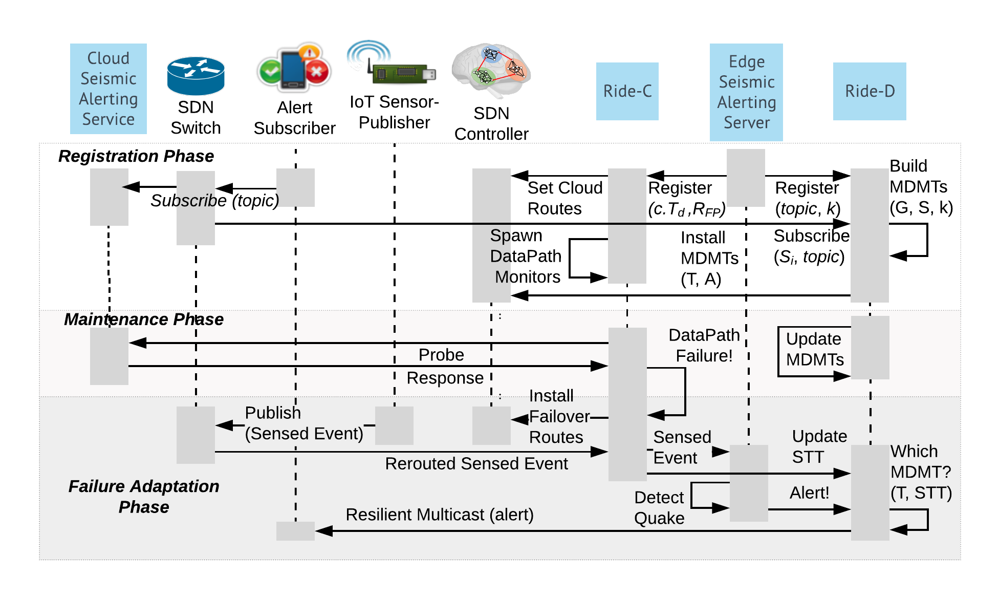 Cloud
Seismic
Alerting
Service
SDN
Switch
Alert
Subscriber
IoT Sensor-
Publisher
SDN
Controller
Ride-C
Edge
Seismic
Alerting
Server
Ride-D
Registration Phase
Subscribe (topic)
Set Cloud
Routes
Register
(c.Td ,RFP)
Register
(topic, k)
Build
MDMTs
(G, S, k)
Spawn
DataPath
Monitors
Install
MDMTs
(T, A)
Subscribe
(Si, topic)
Maintenance Phase
Probe
Response
DataPath
Failure!
Update
MDMTs
Install
Failover
Routes
Publish
(Sensed Event)
Rerouted Sensed Event
Sensed
Event
Update
STT
Which
MDMT?
(T, STT)
Failure Adaptation
Phase
Detect
Quake
Alert!
Resilient Multicast (alert)